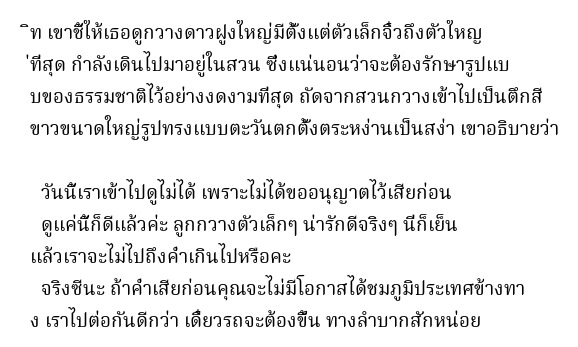 ิท เขาชี้ให้เธอดูกวางดาวฝูงใหญ่มีตั้งแต่ตัวเล็กจิ๋วถึงตัวใหญ
่ที่สุด กำลังเดินไปมาอยู่ในสวน ซึ่งแน่นอนว่าจะต้องรักษารูปแบ
บของธรรมชาติไว้อย่างงดงามที่สุด ถัดจากสวนกวางเข้าไปเป็นตึกสี
ขาวขนาดใหญ่รูปทรงแบบตะวันตกตั้งตระหง่านเป็นสง่า เขาอธิบายว่า
วันนี้เราเข้าไปดูไม่ได้ เพราะไม่ได้ขออนุญาตไว้เสียก่อน
ดูแค่นี้ก็ดีแล้วค่ะ ลูกกวางตัวเล็กๆ น่ารักดีจริงๆ นี่ก็เย็น
แล้วเราจะไม่ไปถึงค่ำเกินไปหรือคะ
จริงซีนะ ถ้าค่ำเสียก่อนคุณจะไม่มีโอกาสได้ชมภูมิประเทศข้างทา
ง เราไปต่อกันดีกว่า เดี๋ยวรถจะต้องขึ้น ทางลำบากสักหน่อย